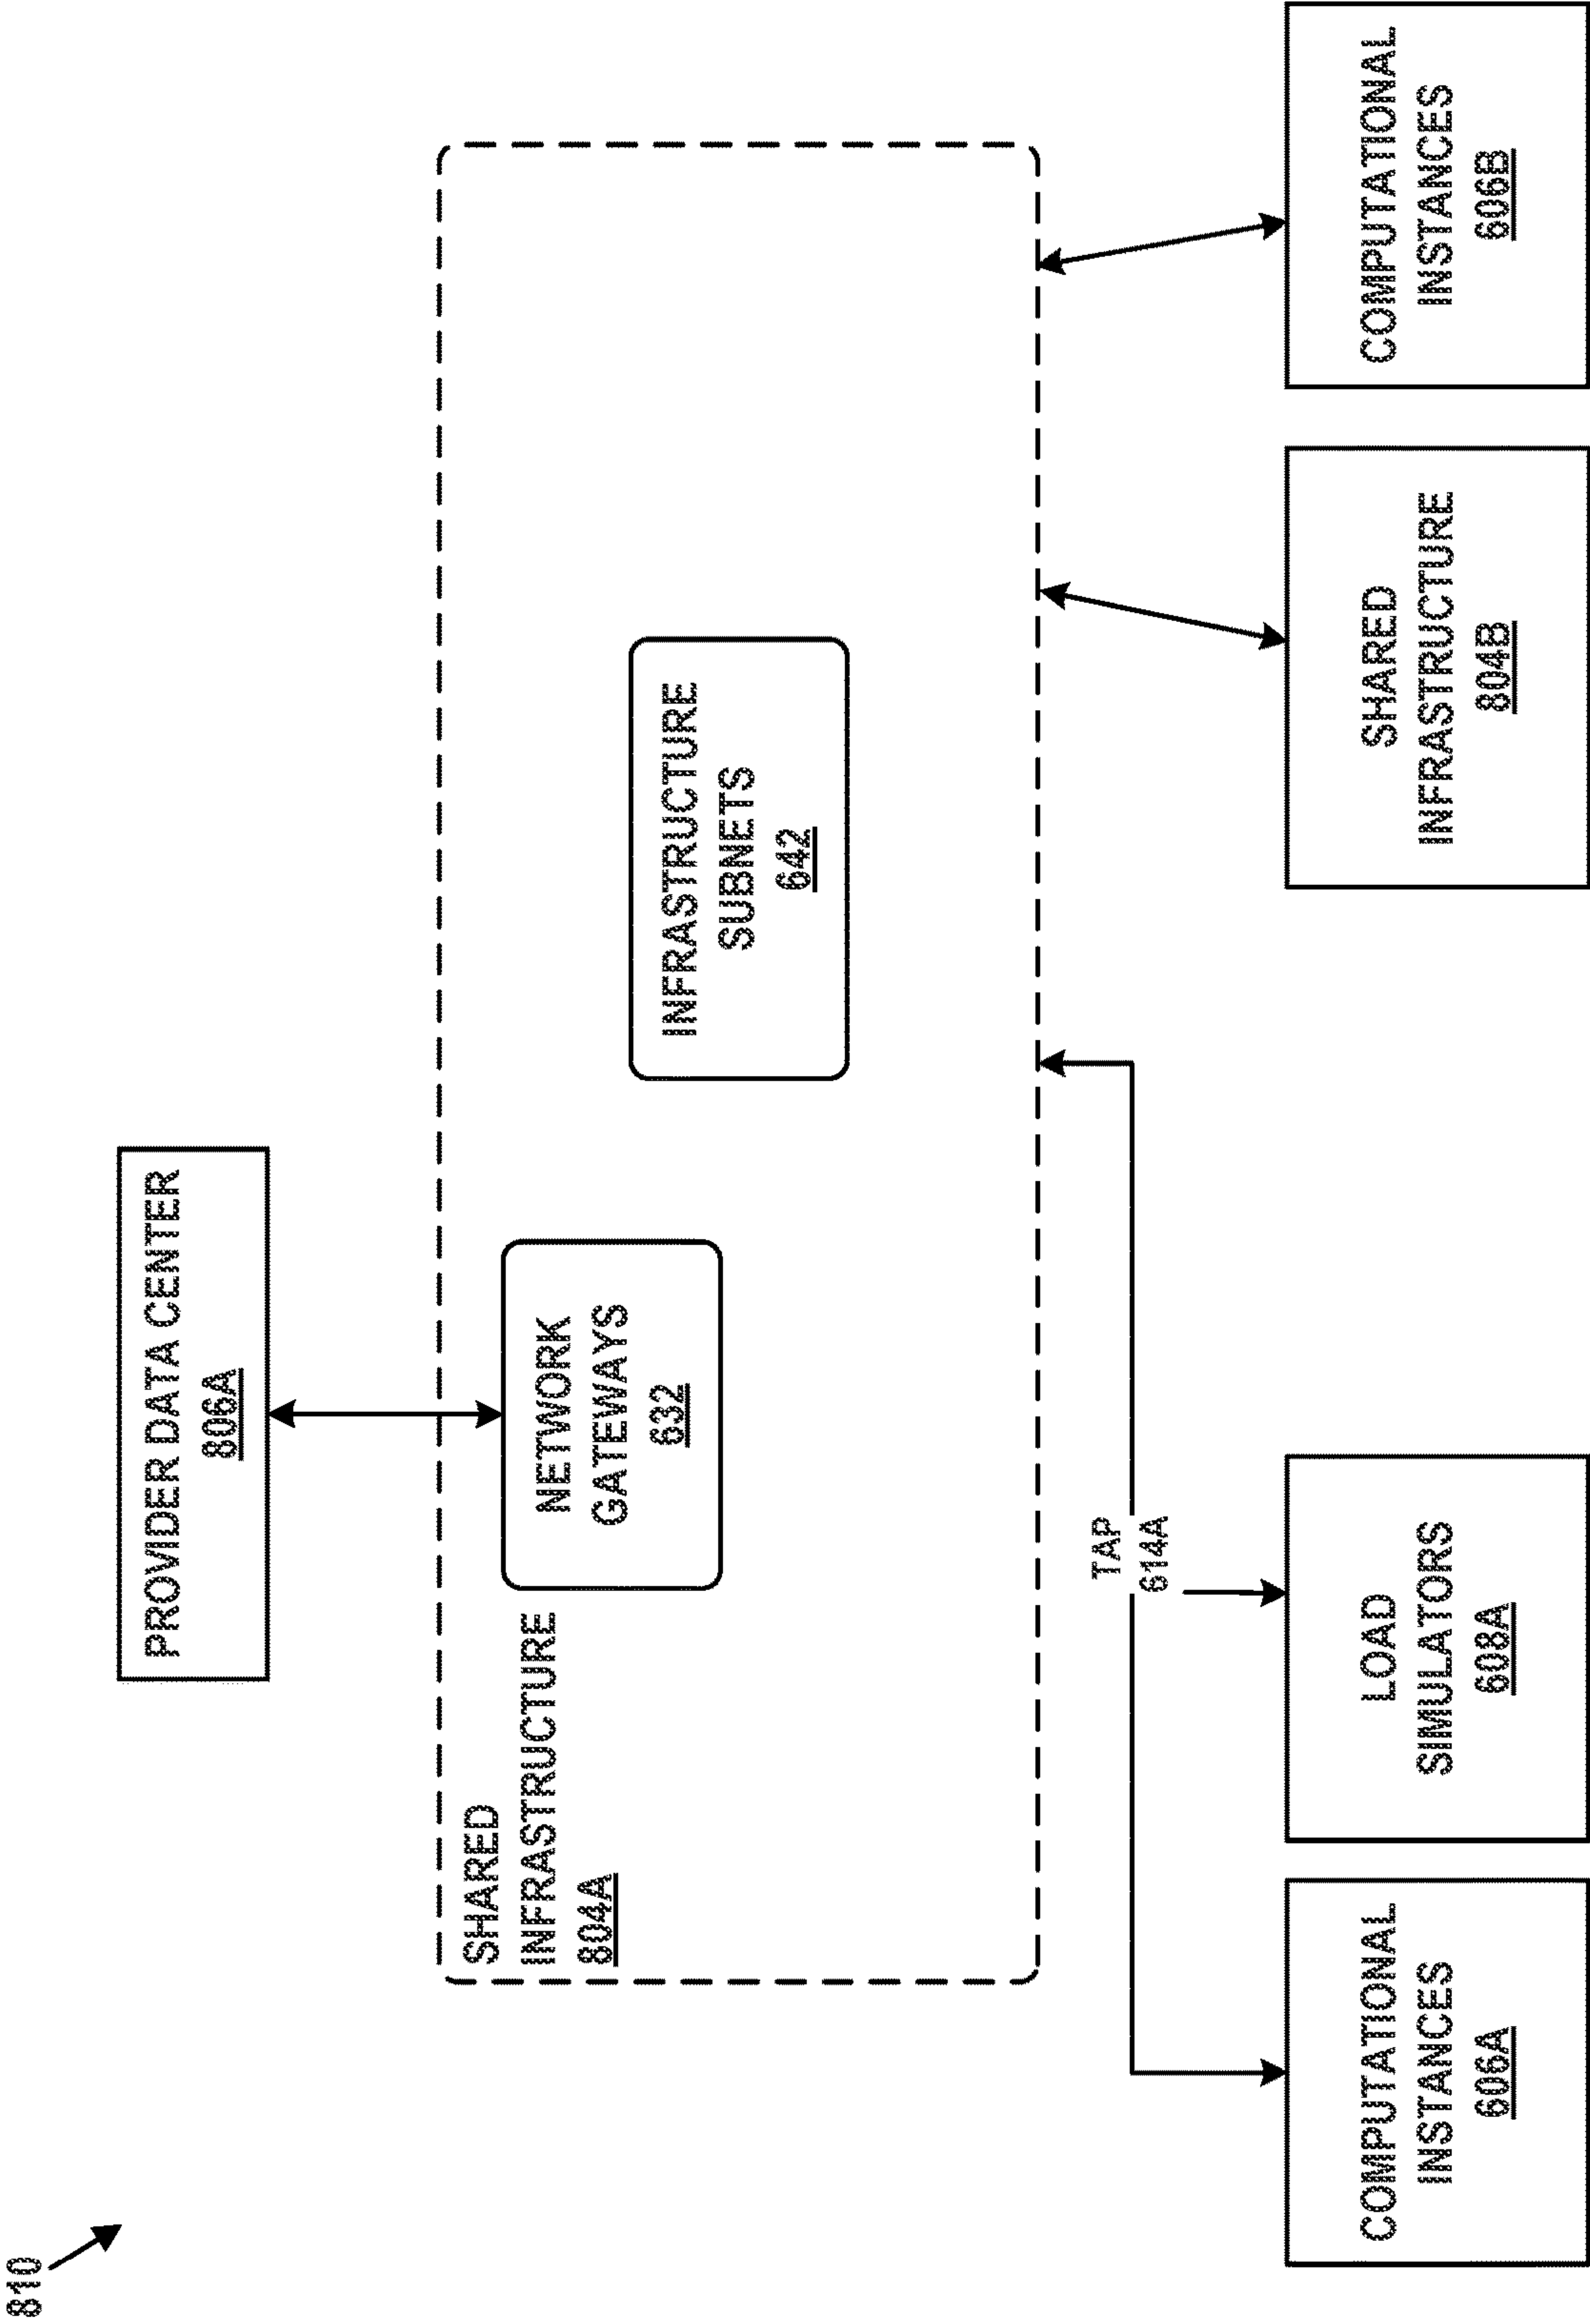 810
PROVIDER DATA CENTER
806A
SHARED
INFRASTRUCTURE
804A
NETWORK
GATEWAYS
632
INFRASTRUCTURE
SUBNETS
642
TAP
614A
COMPUTATIONAL
INSTANCES
606A
LOAD
SIMULATORS
608A
SHARED
INFRASTRUCTURE
804B
COMPUTATIONAL
INSTANCES
606B